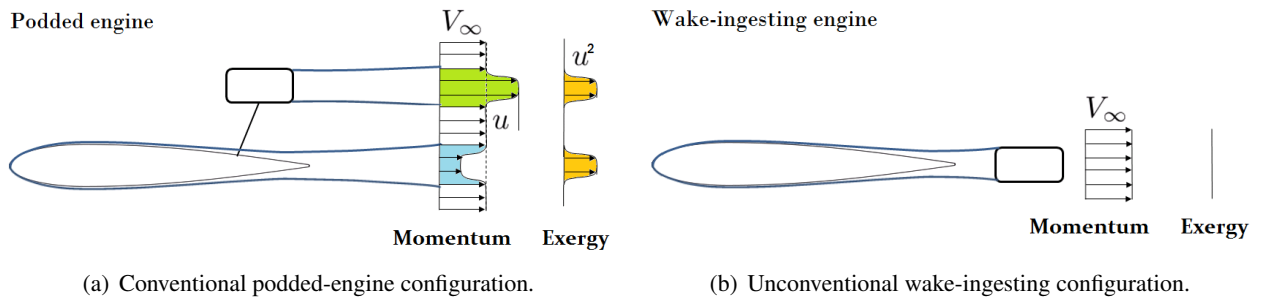 Podded engine
V∞
u²
u
Momentum Exergy
(a) Conventional podded-engine configuration.
Wake-ingesting engine
V∞
Momentum Exergy
(b) Unconventional wake-ingesting configuration.